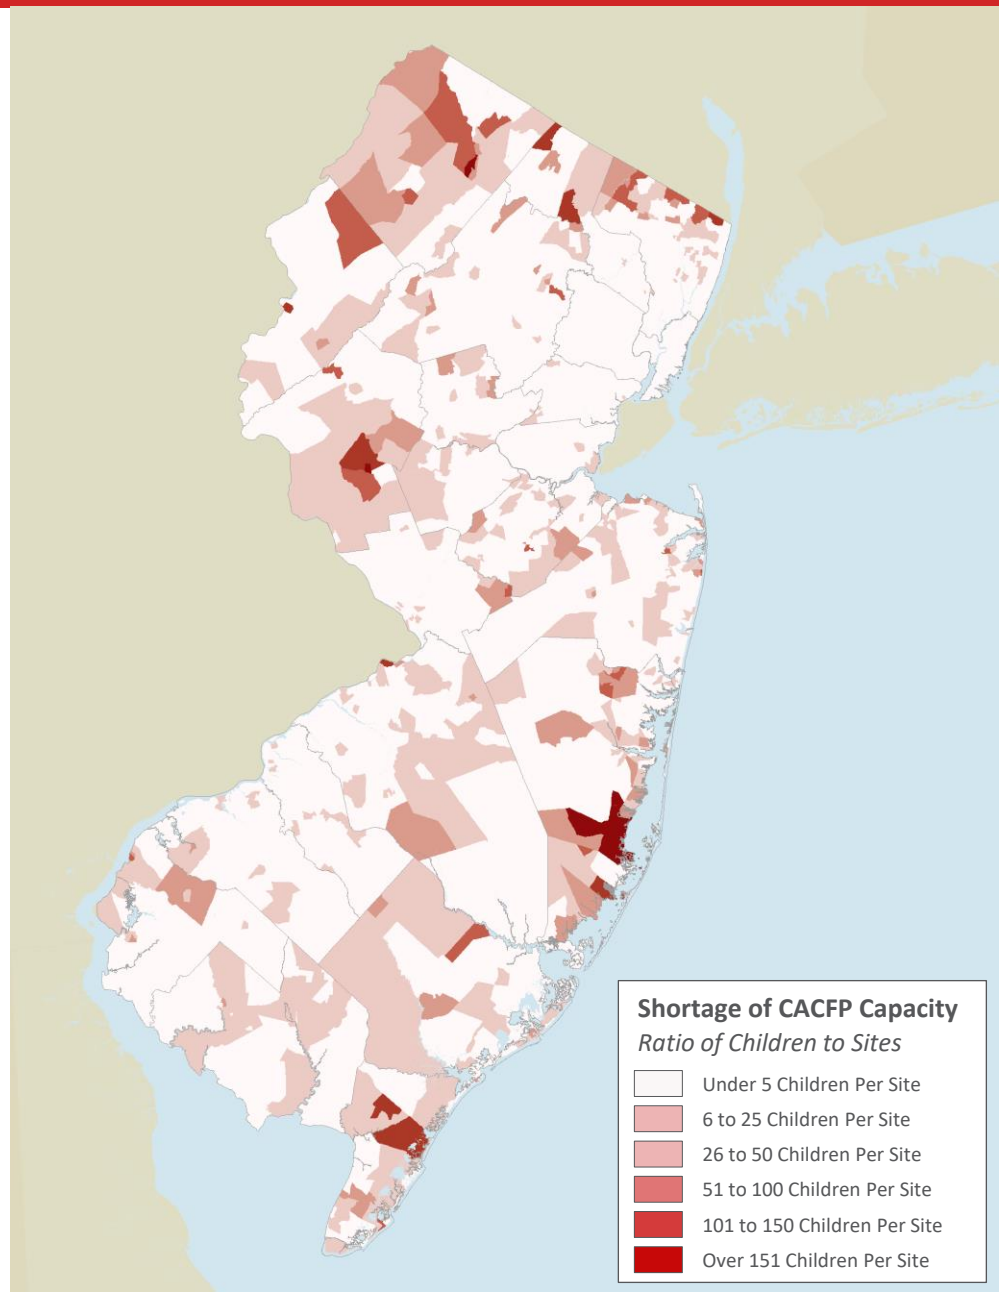 Shortage of CACFP Capacity
Ratio of Children to Sites
Under 5 Children Per Site
6 to 25 Children Per Site
26 to 50 Children Per Site
51 to 100 Children Per Site
101 to 150 Children Per Site
Over 151 Children Per Site